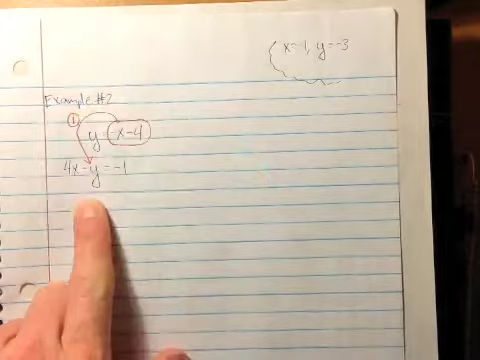 x=1, y=-3
Example #2
①
y=x-4
4x-y=-1